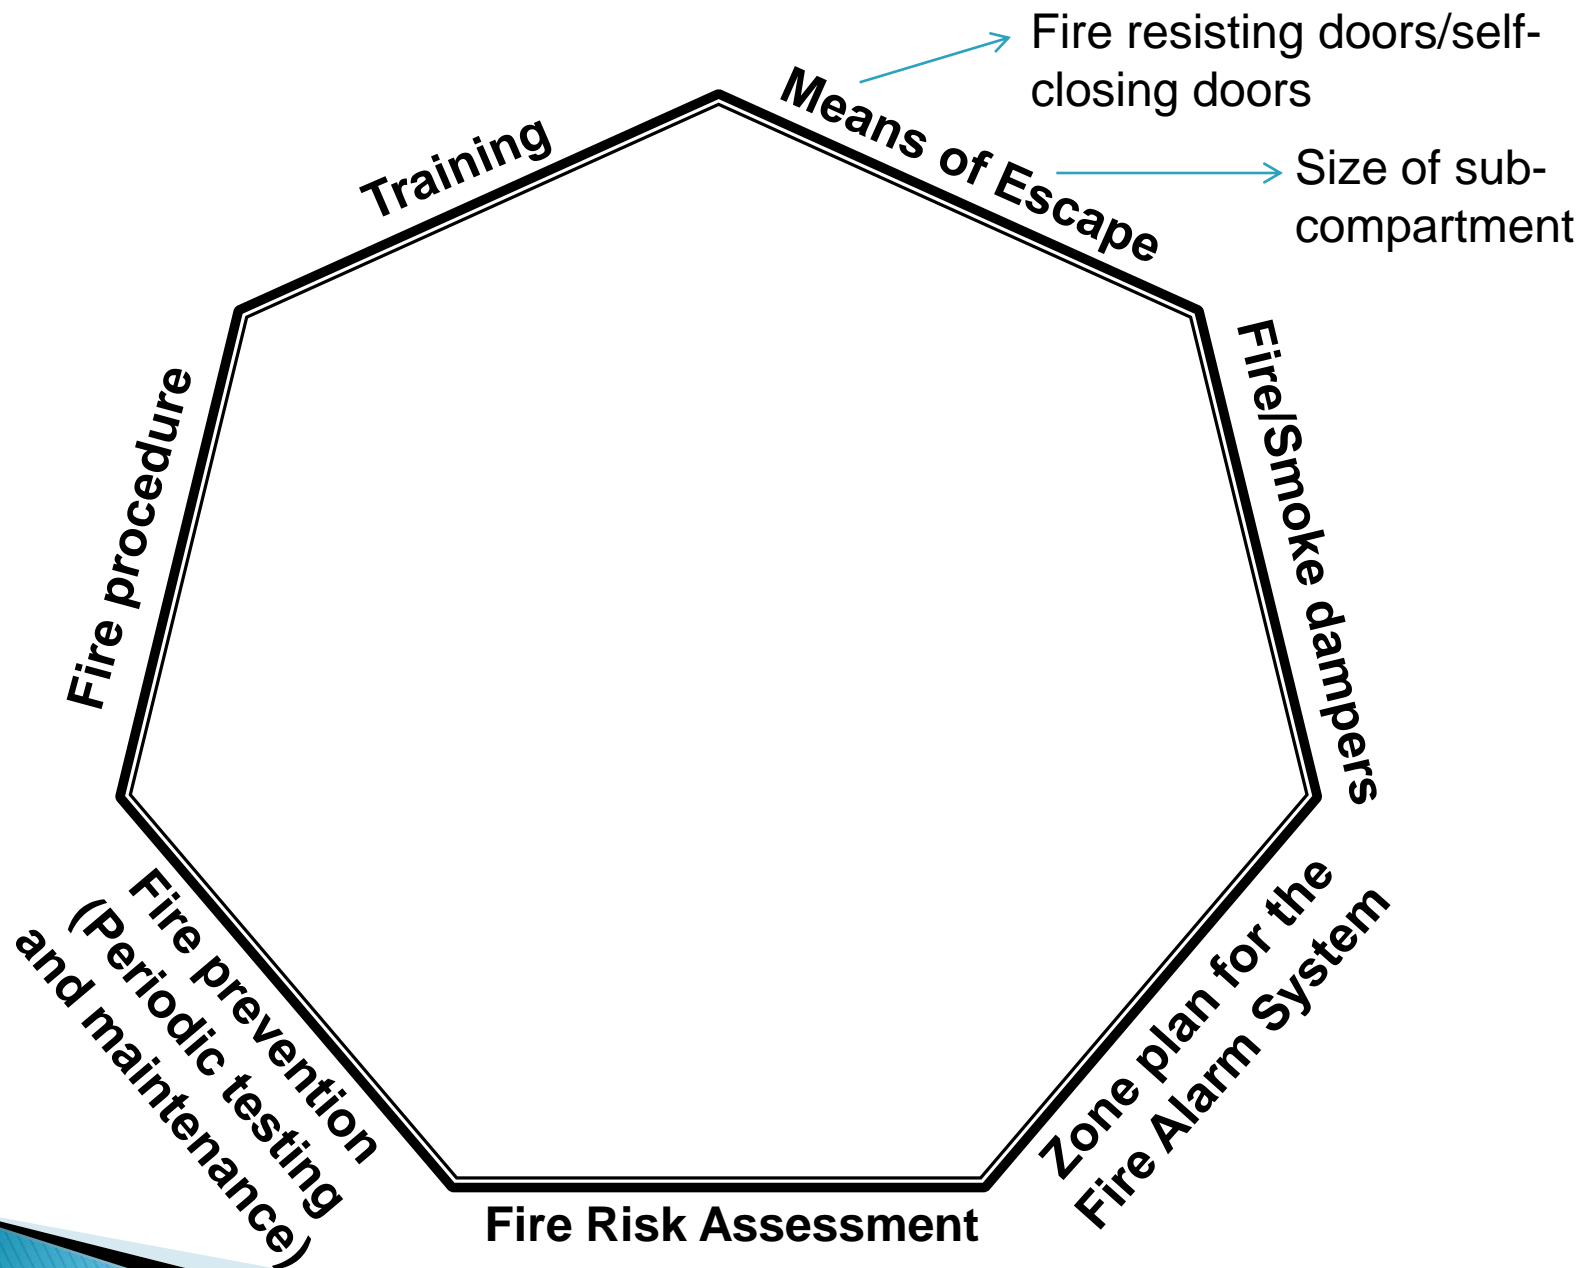 Fire resisting doors/self-
closing doors
Means of Escape
Size of sub-
compartment
Training
Fire/Smoke dampers
Fire procedure
Zone plan for the
Fire Alarm System
Fire prevention
(Periodic testing
and maintenance)
Fire Risk Assessment